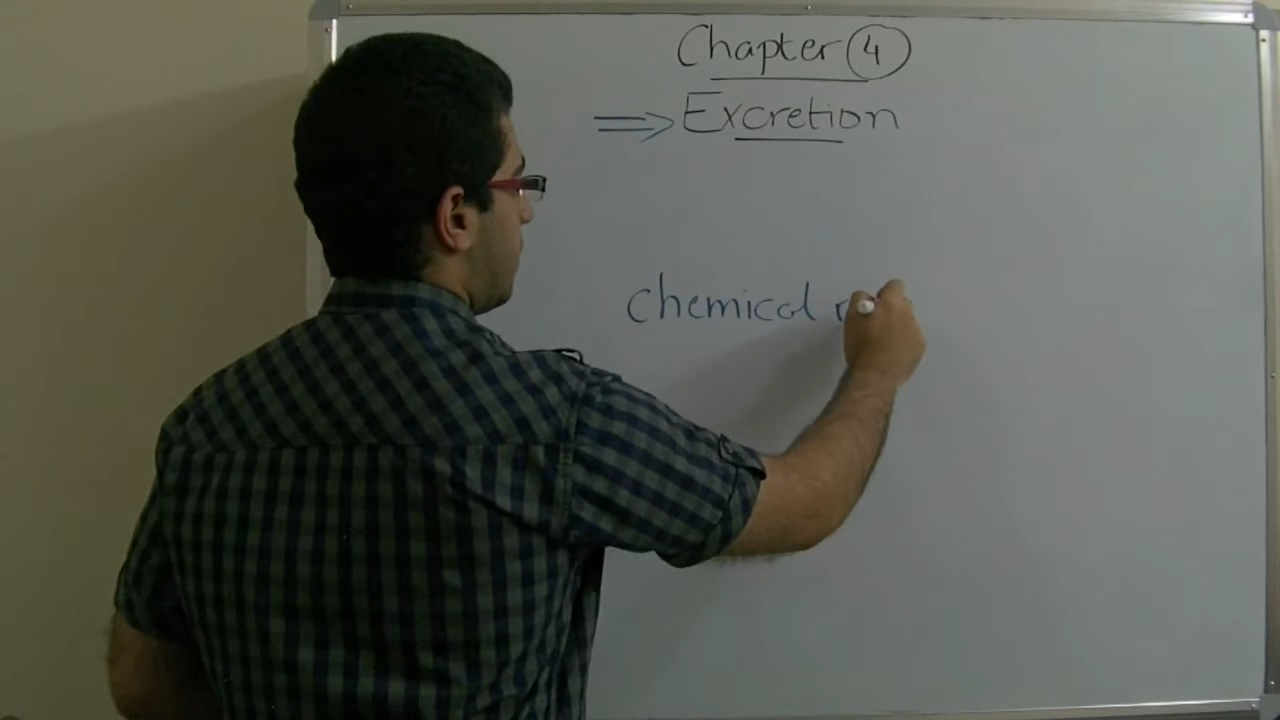 Chapter 4
⇒ Excretion
chemical r